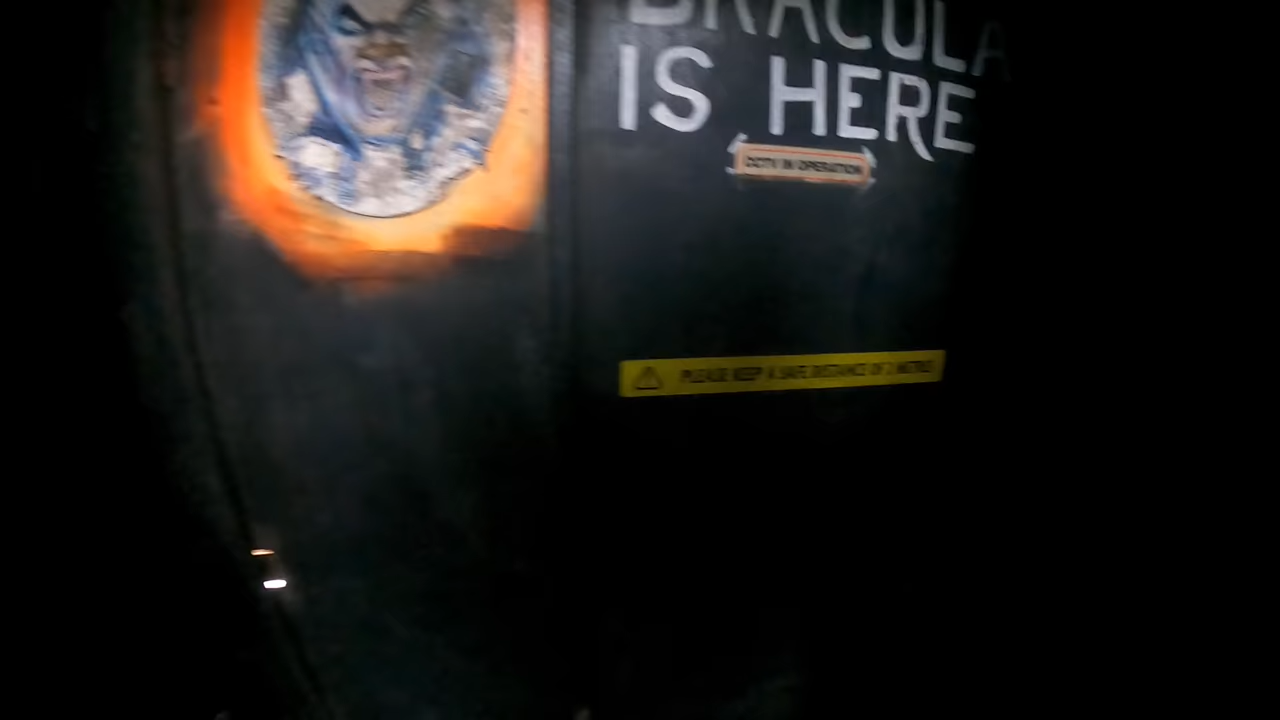 DRACULA
IS HERE
CCTV IN OPERATION
PLEASE KEEP A SAFE DISTANCE OF 2 METRES